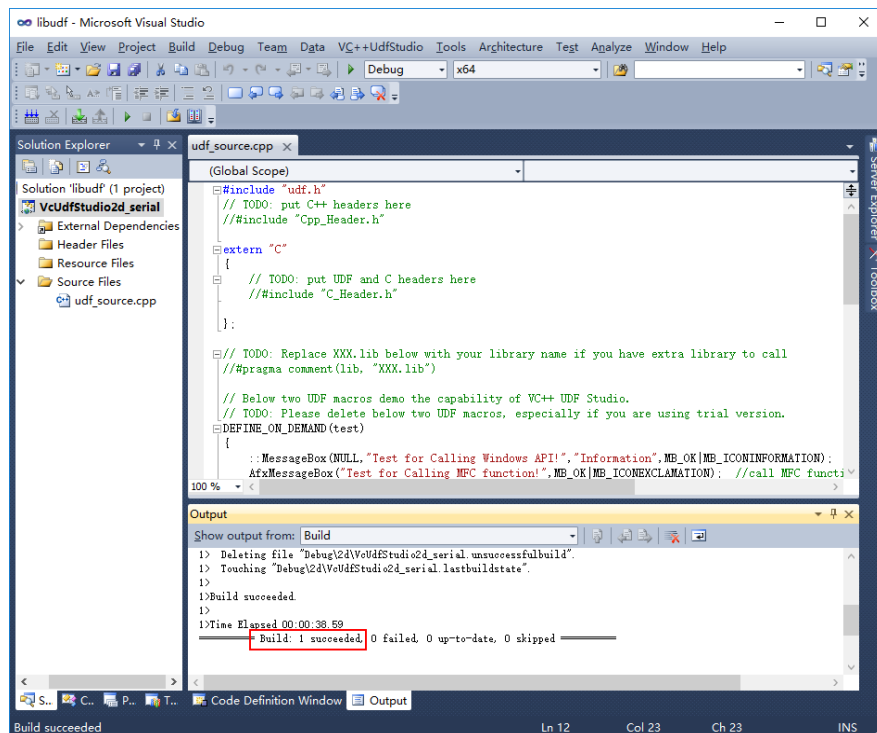 libudf - Microsoft Visual Studio
File Edit View Project Build Debug Team Data VC++UdfStudio Tools Architecture Test Analyze Window Help
Debug x64
Solution Explorer
udf_source.cpp
(Global Scope)
Solution 'libudf' (1 project)
VcUdfStudio2d_serial
External Dependencies
Header Files
Resource Files
Source Files
udf_source.cpp
#include "udf.h"
// TODO: put C++ headers here
//#include "Cpp_Header.h"
extern "C"
{
// TODO: put UDF and C headers here
//#include "C_Header.h"
};
// TODO: Replace XXX.lib below with your library name if you have extra library to call
//#pragma comment(lib, "XXX.lib")
// Below two UDF macros demo the capability of VC++ UDF Studio.
// TODO: Please delete below two UDF macros, especially if you are using trial version.
DEFINE_ON_DEMAND(test)
{
::MessageBox(NULL,"Test for Calling Windows API!","Information",MB_OK|MB_ICONINFORMATION);
AfxMessageBox("Test for Calling MFC function!",MB_OK|MB_ICONEXCLAMATION); //call MFC functi
100 %
Server Explorer
Toolbox
Output
Show output from: Build
1> Deleting file "Debug\2d\VcUdfStudio2d_serial.unsuccessfulbuild".
1> Touching "Debug\2d\VcUdfStudio2d_serial.lastbuildstate".
1>
1>Build succeeded.
1>
1>Time Elapsed 00:00:38.59
========== Build: 1 succeeded, 0 failed, 0 up-to-date, 0 skipped ==========
S... C... P... T...
Code Definition Window Output
Build succeeded Ln 12 Col 23 Ch 23 INS